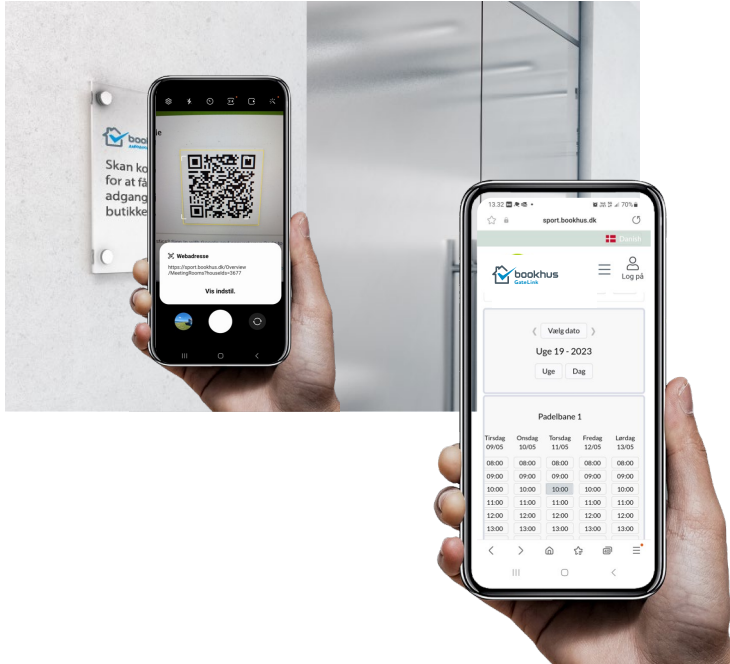 book
Skan ko
for at få
adgang
butikke
ie
Webadresse
https://sport.bookhus.dk/Overview
/MeetingRooms?houseIds=3677
Vis indstil.
13.32 70%
sport.bookhus.dk
Danish
bookhus
GateLink
Log på
Vælg dato
Uge 19 - 2023
Uge Dag
Padelbane 1
Tirsdag Onsdag Torsdag Fredag Lørdag
09/05 10/05 11/05 12/05 13/05
08:00 08:00 08:00 08:00 08:00
09:00 09:00 09:00 09:00 09:00
10:00 10:00 10:00 10:00 10:00
11:00 11:00 11:00 11:00 11:00
12:00 12:00 12:00 12:00 12:00
13:00 13:00 13:00 13:00 13:00